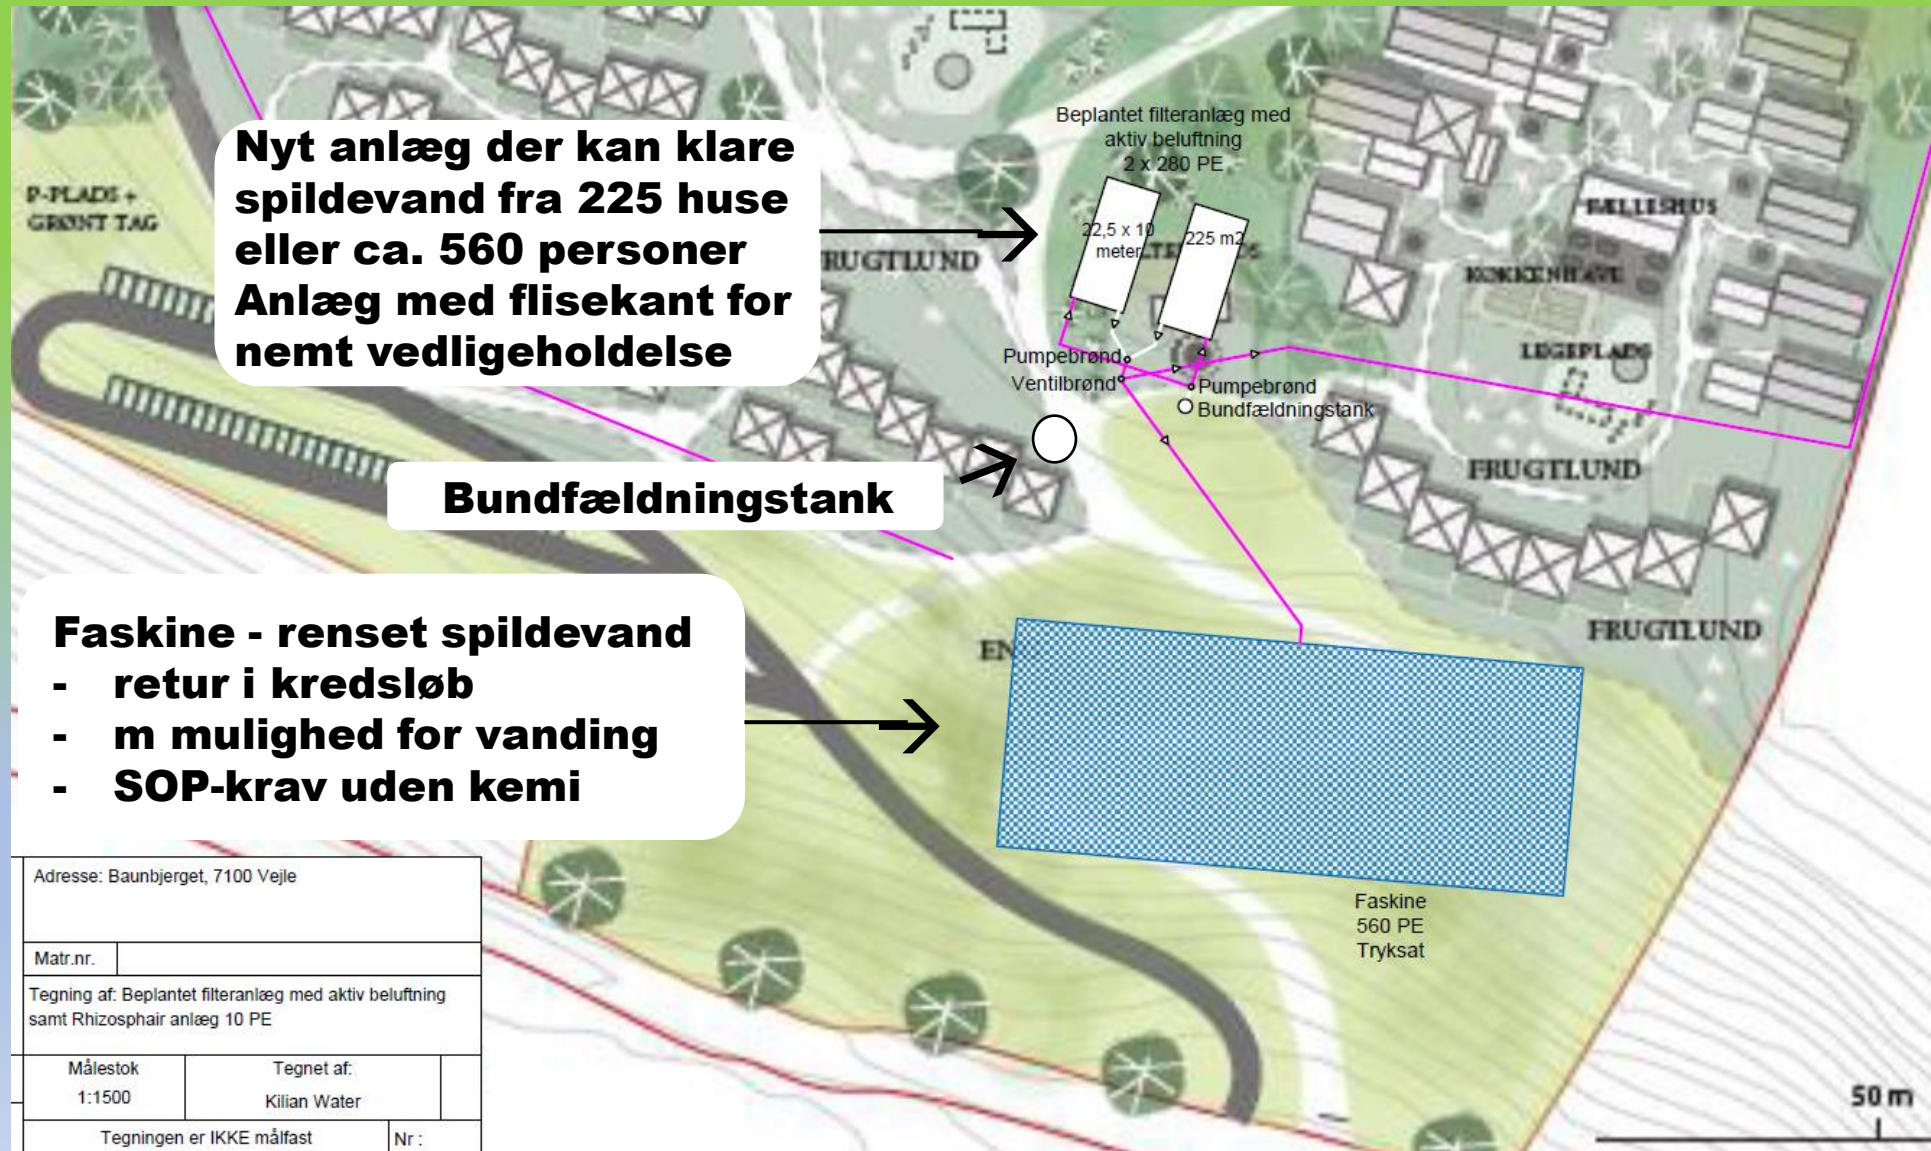 Beplantet filteranlæg med
aktiv beluftning
2 x 280 PE
Nyt anlæg der kan klare
spildevand fra 225 huse
eller ca. 560 personer
Anlæg med flisekant for
nemt vedligeholdelse
P-PLADS +
GRØNT TAG
22,5 x 10
meter
225 m2
FÆLLESHUS
RUGTLUND
KØKKENHAVE
LEGEPLADS
Pumpebrønd
Ventilbrønd
Pumpebrønd
Bundfældningstank
FRUGTLUND
Bundfældningstank
Faskine - renset spildevand
- retur i kredsløb
- m mulighed for vanding
- SOP-krav uden kemi
FRUGTLUND
EN
Faskine
560 PE
Tryksat
Adresse: Baunbjerget, 7100 Vejle
Matr.nr.
Tegning af: Beplantet filteranlæg med aktiv beluftning
samt Rhizosphair anlæg 10 PE
Målestok
1:1500
Tegnet af:
Kilian Water
Tegningen er IKKE målfast
Nr :
50 m